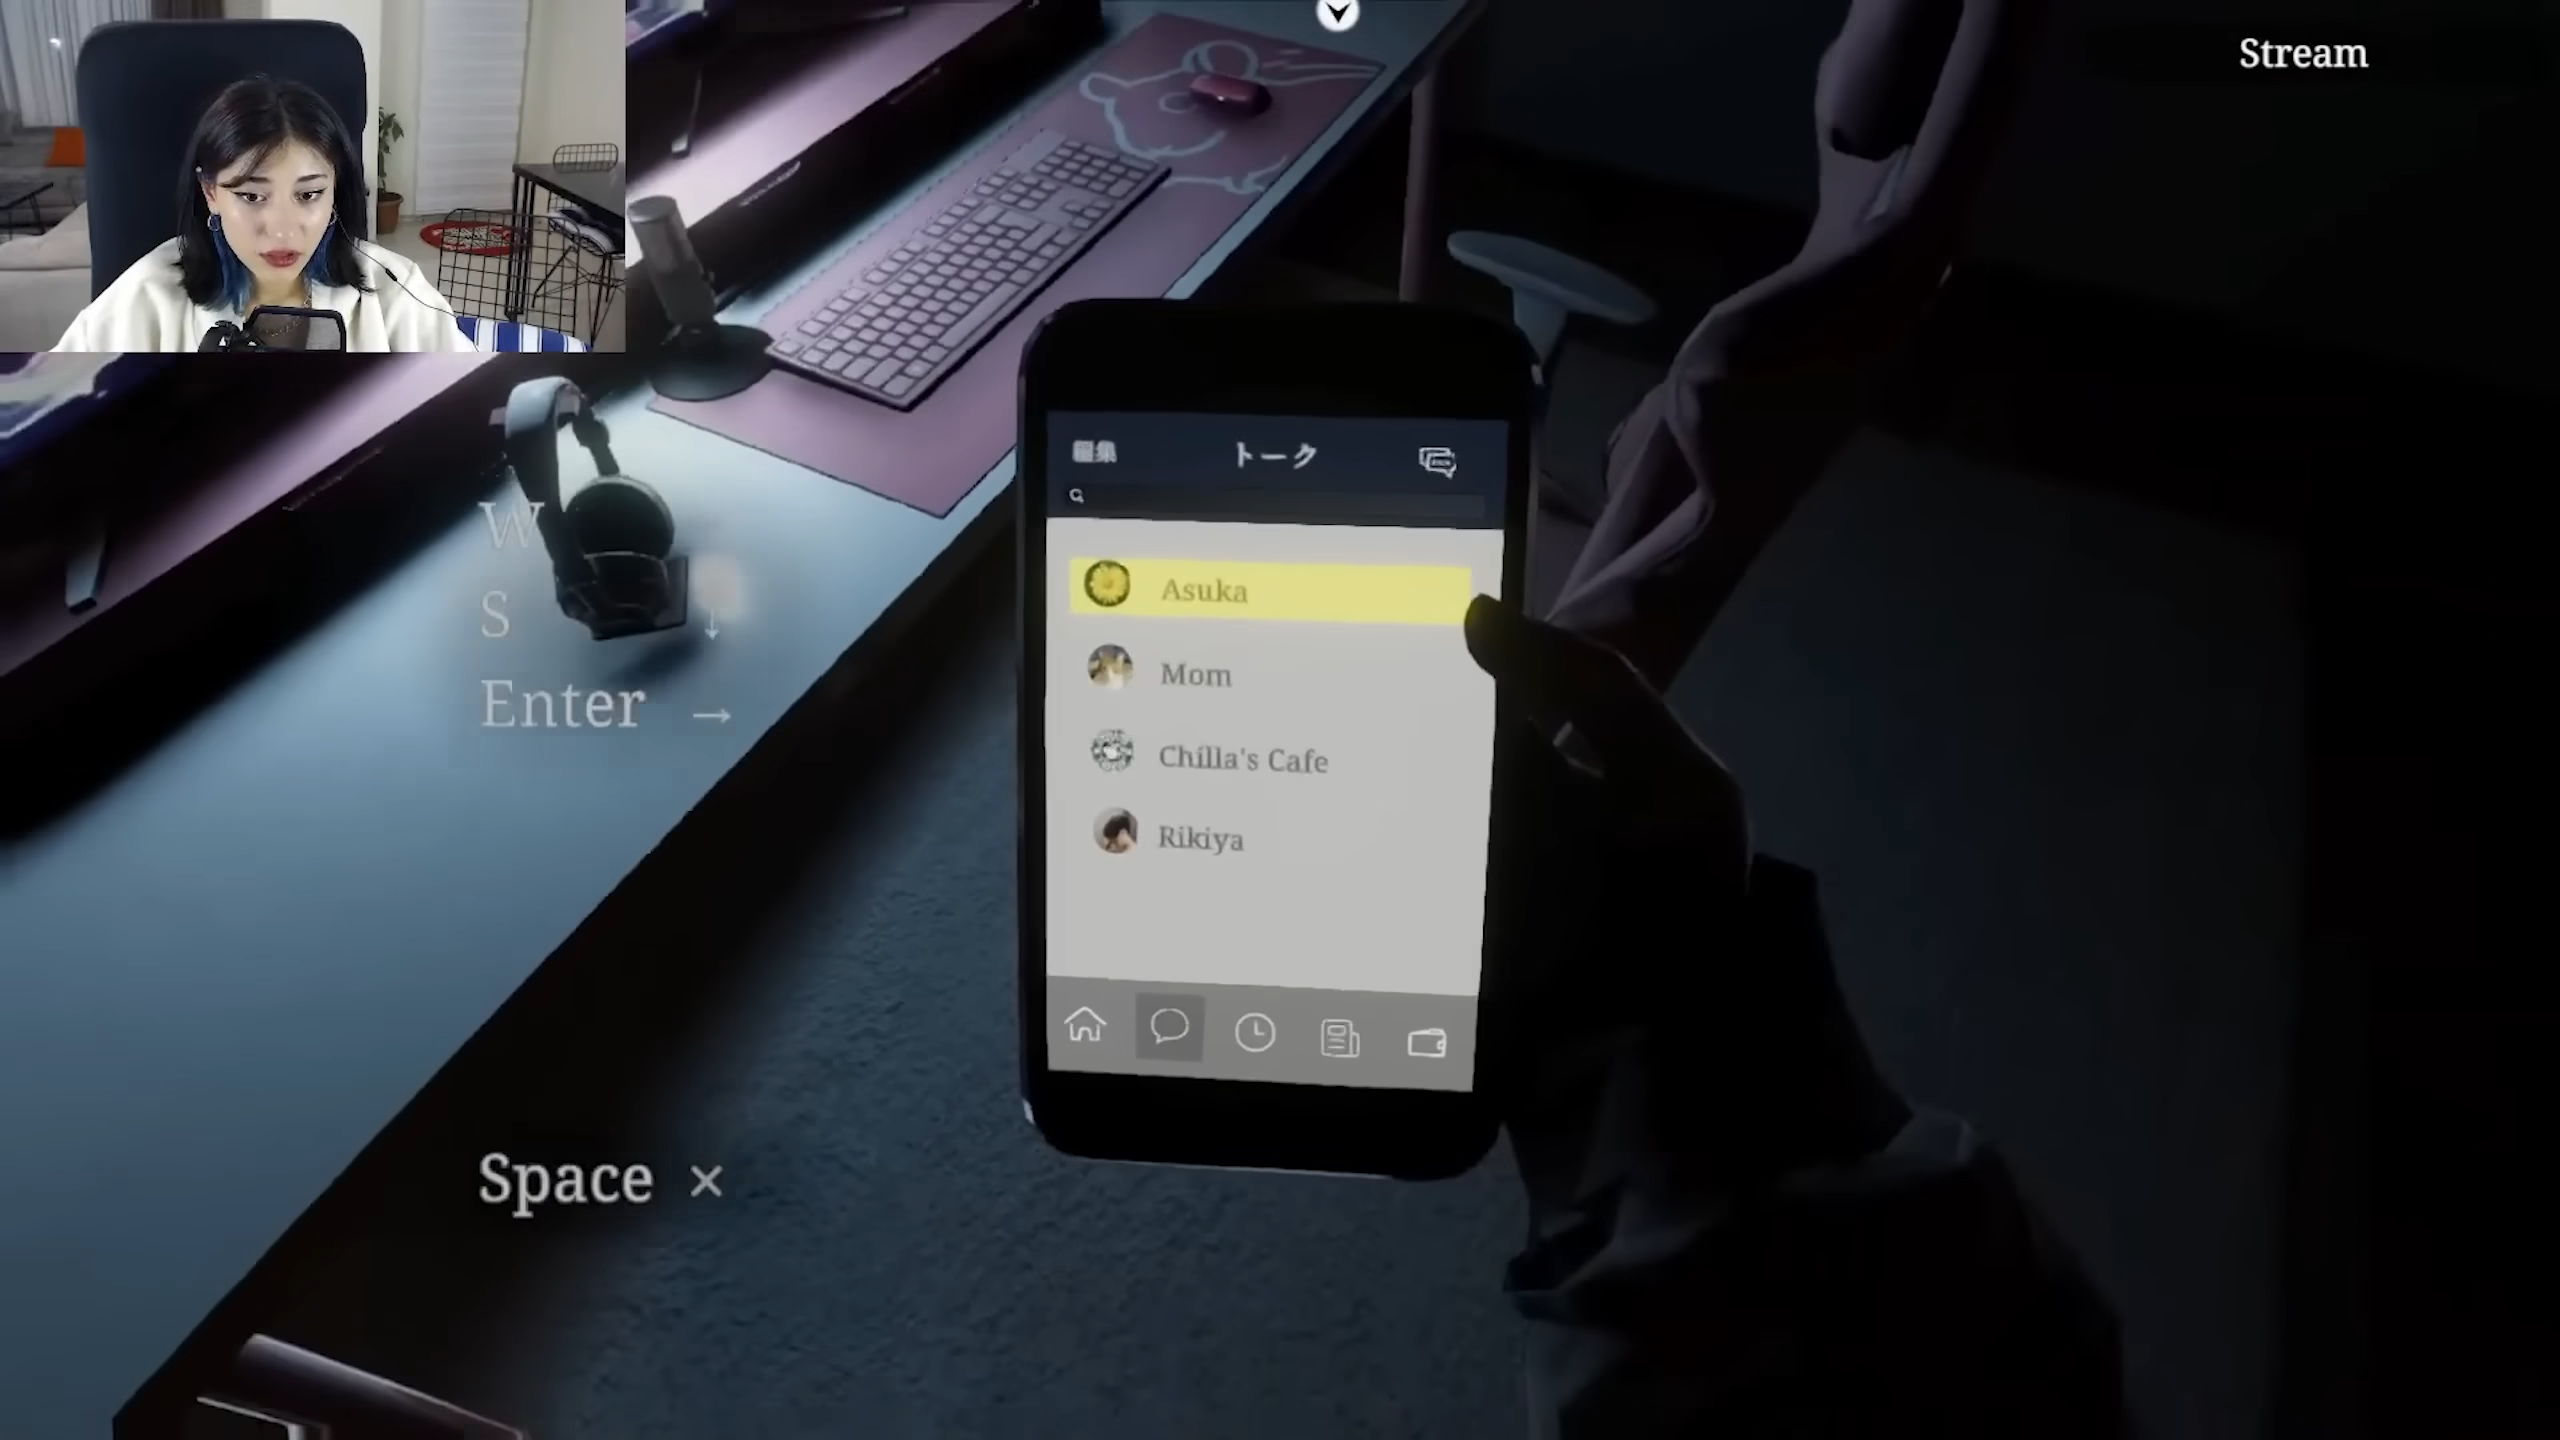 Stream
編集
トーク
W
S
Enter →
Asuka
Mom
Chilla's Cafe
Rikiya
Space ×